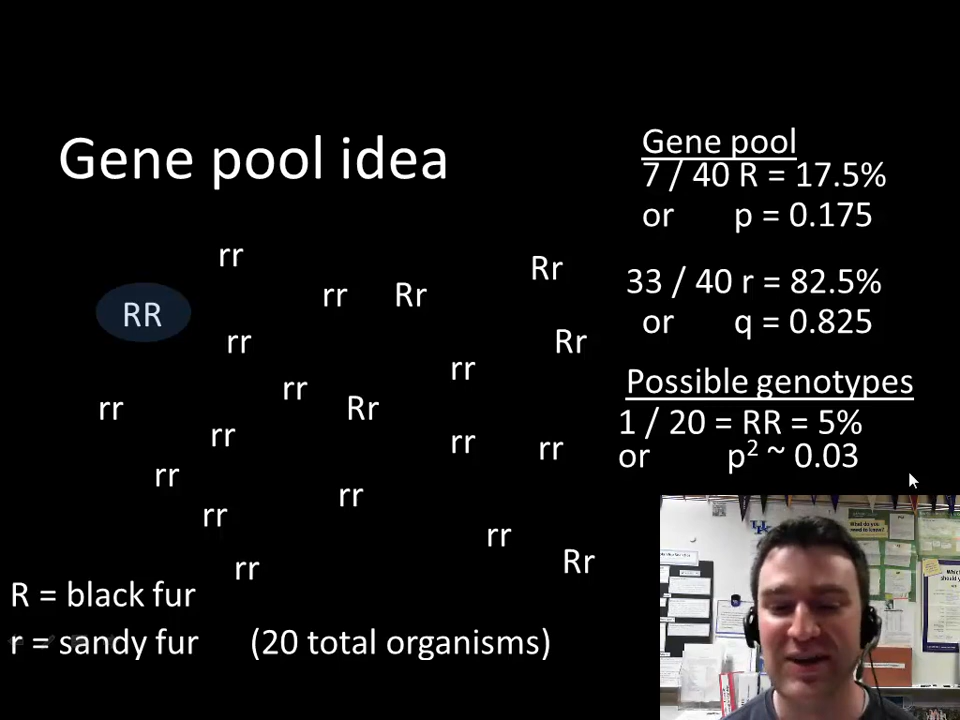 Gene pool idea
Gene pool
7 / 40 R = 17.5%
or p = 0.175
33 / 40 r = 82.5%
or q = 0.825
Possible genotypes
1 / 20 = RR = 5%
or p² ~ 0.03
rr
Rr
rr
Rr
RR
rr
Rr
rr
rr
rr
Rr
rr
rr
rr
rr
rr
rr
rr
Rr
rr
R = black fur
r = sandy fur (20 total organisms)